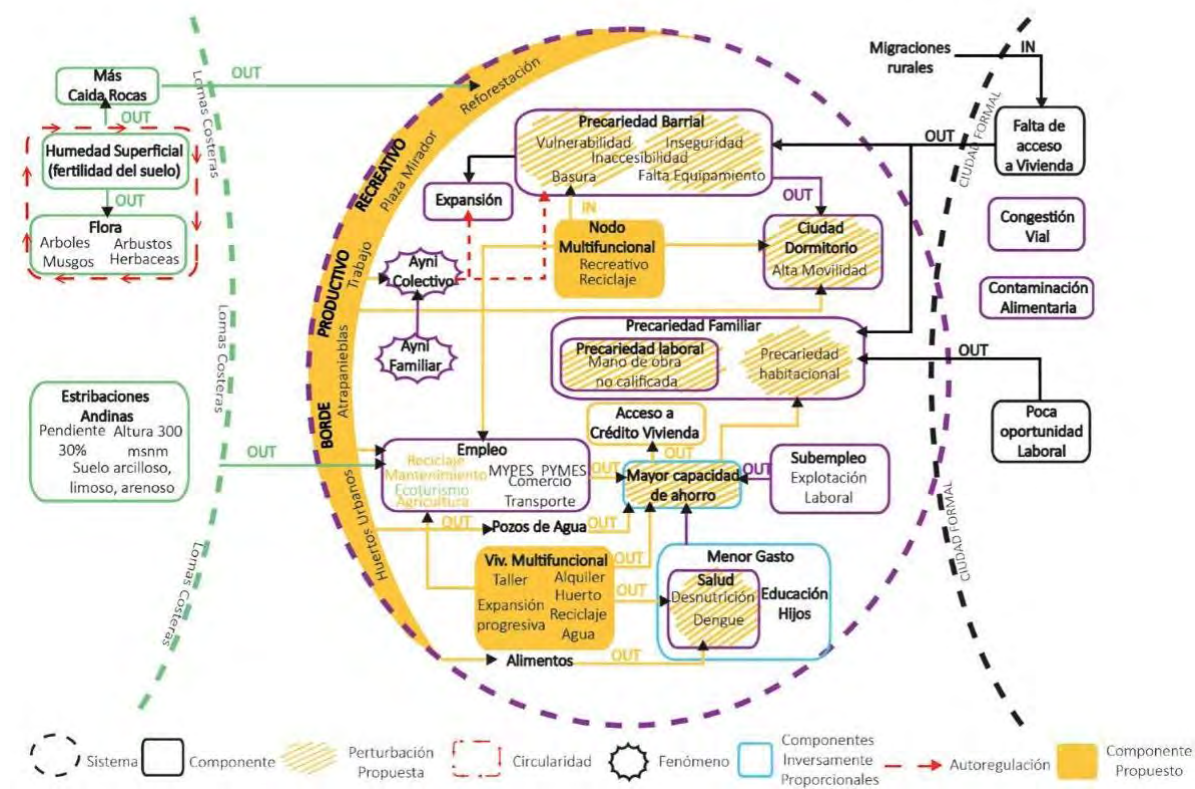 Más
Caida Rocas
OUT
OUT
Humedad Superficial
(fertilidad del suelo)
OUT
Flora
Arboles Arbustos
Musgos Herbaceas
Lomas Costeras
Lomas Costeras
Lomas Costeras
Estribaciones
Andinas
Pendiente Altura 300
30% msnm
Suelo arcilloso,
limoso, arenoso
OUT
BORDE PRODUCTIVO RECREATIVO
Huertos Urbanos Atrapanieblas Trabajo Plaza Mirador Reforestación
Precariedad Barrial
Vulnerabilidad Inseguridad
Inaccesibilidad
Basura Falta Equipamiento
Expansión
IN
OUT
Nodo
Multifuncional
Recreativo
Reciclaje
Ciudad
Dormitorio
Alta Movilidad
Ayni
Colectivo
Ayni
Familiar
Precariedad Familiar
Precariedad laboral
Mano de obra
no calificada
Precariedad
habitacional
Acceso a
Crédito Vivienda
OUT
Empleo
Reciclaje
Mantenimiento
Ecoturismo
Agricultura
MYPES PYMES
Comercio
Transporte
OUT
Mayor capacidad
de ahorro
OUT
Subempleo
Explotación
Laboral
OUT
Pozos de Agua
OUT
Viv. Multifuncional
Taller Alquiler
Huerto
Expansión Reciclaje
progresiva Agua
OUT
OUT
Menor Gasto
Salud
Desnutrición
Dengue
Educación
Hijos
Alimentos
OUT
Migraciones
rurales
IN
OUT
Falta de
acceso
a Vivienda
CIUDAD FORMAL
Congestión
Vial
Contaminación
Alimentaria
OUT
Poca
oportunidad
Laboral
CIUDAD FORMAL
Sistema
Componente
Perturbación
Propuesta
Circularidad
Fenómeno
Componentes
Inversamente
Proporcionales
Autoregulación
Componente
Propuesto